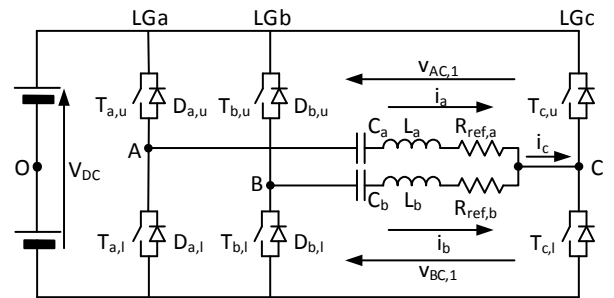 LGa LGb LGc
v_AC,1
T_a,u D_a,u T_b,u D_b,u T_c,u
i_a
C_a L_a R_ref,a
i_c
A
O V_DC B C
C_b L_b R_ref,b
T_a,l D_a,l T_b,l D_b,l T_c,l
i_b
v_BC,1